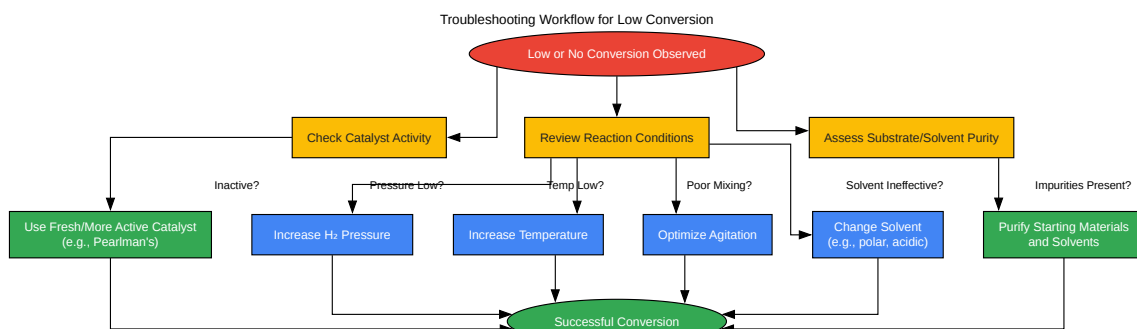 Troubleshooting Workflow for Low Conversion
Low or No Conversion Observed
Check Catalyst Activity
Review Reaction Conditions
Assess Substrate/Solvent Purity
Inactive?
Pressure Low?
Temp Low?
Poor Mixing?
Solvent Ineffective?
Impurities Present?
Use Fresh/More Active Catalyst
(e.g., Pearlman's)
Increase H₂ Pressure
Increase Temperature
Optimize Agitation
Change Solvent
(e.g., polar, acidic)
Purify Starting Materials
and Solvents
Successful Conversion